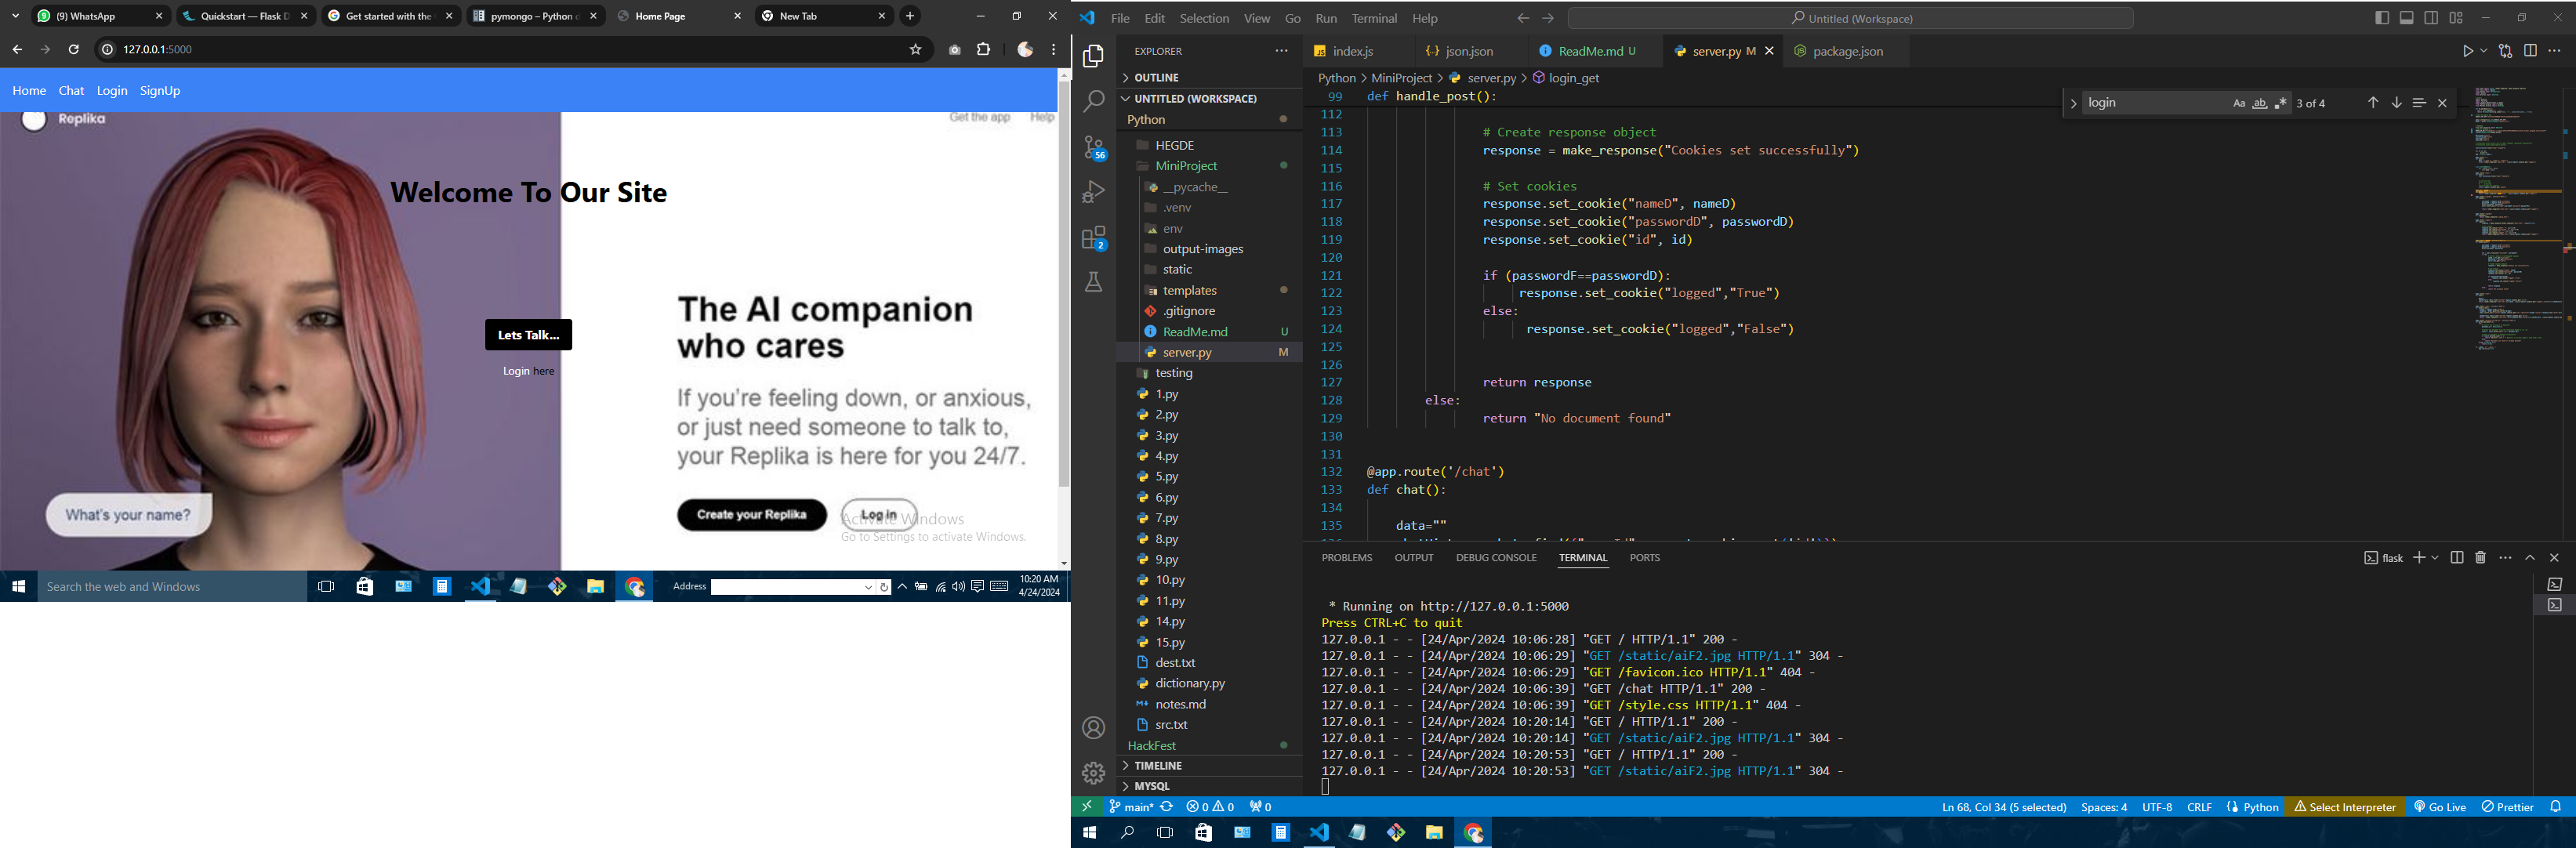 (9) WhatsApp
Quickstart — Flask D
Get started with the
pymongo – Python d
Home Page
New Tab
127.0.0.1:5000
Home Chat Login SignUp
Replika
Get the app Help
Welcome To Our Site
The AI companion
who cares
Lets Talk...
Login here
If you're feeling down, or anxious,
or just need someone to talk to,
your Replika is here for you 24/7.
What's your name?
Create your Replika
Log in
Activate Windows
Go to Settings to activate Windows.
Search the web and Windows
Address
10:20 AM
4/24/2024
File Edit Selection View Go Run Terminal Help
Untitled (Workspace)
EXPLORER
OUTLINE
UNTITLED (WORKSPACE)
Python
HEGDE
MiniProject
__pycache__
.venv
env
output-images
static
templates
.gitignore
ReadMe.md U
server.py M
testing
1.py
2.py
3.py
4.py
5.py
6.py
7.py
8.py
9.py
10.py
11.py
14.py
15.py
dest.txt
dictionary.py
notes.md
src.txt
HackFest
TIMELINE
MYSQL
56
2
index.js
json.json
ReadMe.md U
server.py M
package.json
Python > MiniProject > server.py > login_get
login
Aa ab
3 of 4
99 def handle_post():
112
113 # Create response object
114 response = make_response("Cookies set successfully")
115
116 # Set cookies
117 response.set_cookie("nameD", nameD)
118 response.set_cookie("passwordD", passwordD)
119 response.set_cookie("id", id)
120
121 if (passwordF==passwordD):
122 response.set_cookie("logged","True")
123 else:
124 response.set_cookie("logged","False")
125
126
127 return response
128 else:
129 return "No document found"
130
131
132 @app.route('/chat')
133 def chat():
134
135 data=""
PROBLEMS OUTPUT DEBUG CONSOLE TERMINAL PORTS
flask
* Running on http://127.0.0.1:5000
Press CTRL+C to quit
127.0.0.1 - - [24/Apr/2024 10:06:28] "GET / HTTP/1.1" 200 -
127.0.0.1 - - [24/Apr/2024 10:06:29] "GET /static/aiF2.jpg HTTP/1.1" 304 -
127.0.0.1 - - [24/Apr/2024 10:06:29] "GET /favicon.ico HTTP/1.1" 404 -
127.0.0.1 - - [24/Apr/2024 10:06:39] "GET /chat HTTP/1.1" 200 -
127.0.0.1 - - [24/Apr/2024 10:06:39] "GET /style.css HTTP/1.1" 404 -
127.0.0.1 - - [24/Apr/2024 10:20:14] "GET / HTTP/1.1" 200 -
127.0.0.1 - - [24/Apr/2024 10:20:14] "GET /static/aiF2.jpg HTTP/1.1" 304 -
127.0.0.1 - - [24/Apr/2024 10:20:53] "GET / HTTP/1.1" 200 -
127.0.0.1 - - [24/Apr/2024 10:20:53] "GET /static/aiF2.jpg HTTP/1.1" 304 -
main* 0 0 0
Ln 68, Col 34 (5 selected) Spaces: 4 UTF-8 CRLF Python Select Interpreter Go Live Prettier